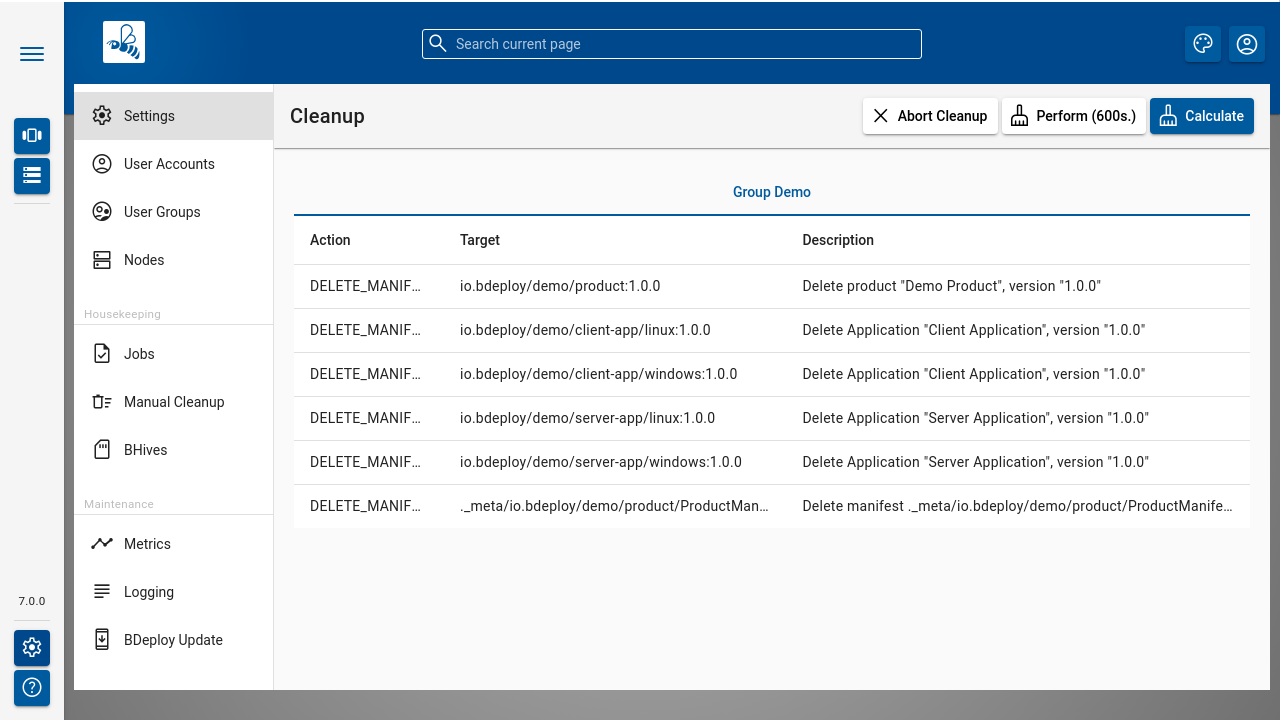 Search current page
Settings
User Accounts
User Groups
Nodes
Housekeeping
Jobs
Manual Cleanup
BHives
Maintenance
Metrics
Logging
BDeploy Update
7.0.0
Cleanup
Abort Cleanup
Perform (600s.)
Calculate
Group Demo
Action Target Description
DELETE_MANIF… io.bdeploy/demo/product:1.0.0 Delete product "Demo Product", version "1.0.0"
DELETE_MANIF… io.bdeploy/demo/client-app/linux:1.0.0 Delete Application "Client Application", version "1.0.0"
DELETE_MANIF… io.bdeploy/demo/client-app/windows:1.0.0 Delete Application "Client Application", version "1.0.0"
DELETE_MANIF… io.bdeploy/demo/server-app/linux:1.0.0 Delete Application "Server Application", version "1.0.0"
DELETE_MANIF… io.bdeploy/demo/server-app/windows:1.0.0 Delete Application "Server Application", version "1.0.0"
DELETE_MANIF… ._meta/io.bdeploy/demo/product/ProductMan… Delete manifest ._meta/io.bdeploy/demo/product/ProductManife…